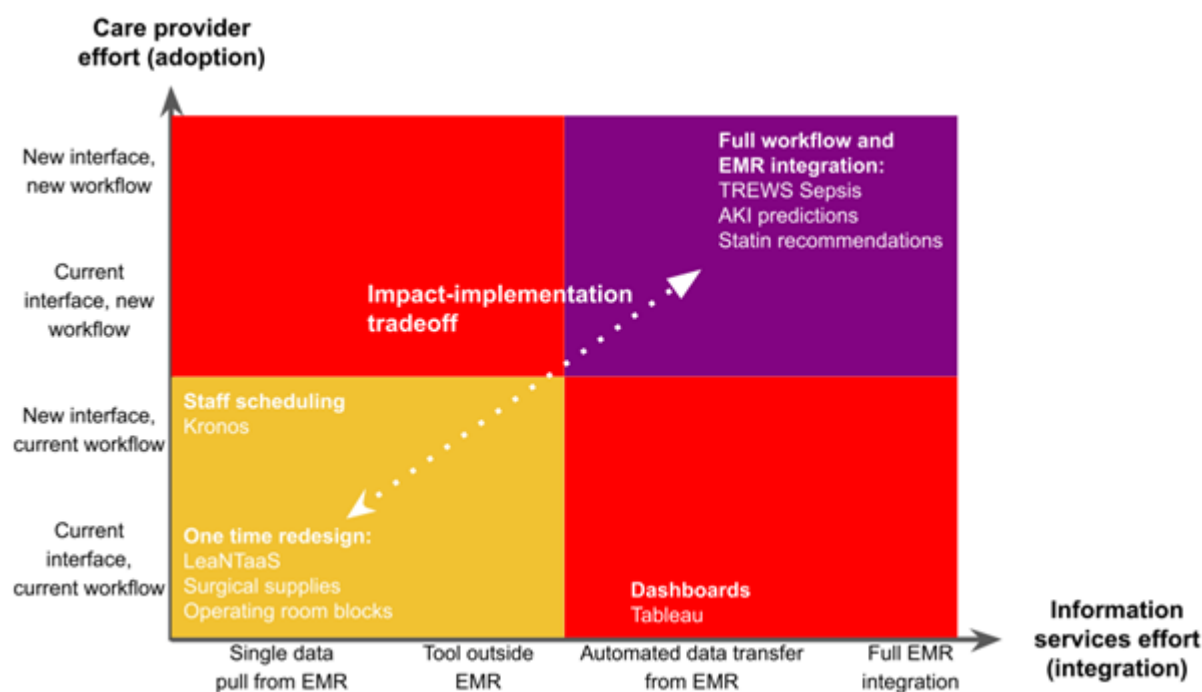 Care provider
effort (adoption)
New interface,
new workflow
Current
interface, new
workflow
New interface,
current workflow
Current
interface,
current workflow
Full workflow and
EMR integration:
TREWS Sepsis
AKI predictions
Statin recommendations
Impact-implementation
tradeoff
Staff scheduling
Kronos
One time redesign:
LeaNTaaS
Surgical supplies
Operating room blocks
Dashboards
Tableau
Single data
pull from EMR
Tool outside
EMR
Automated data transfer
from EMR
Full EMR
integration
Information
services effort
(integration)